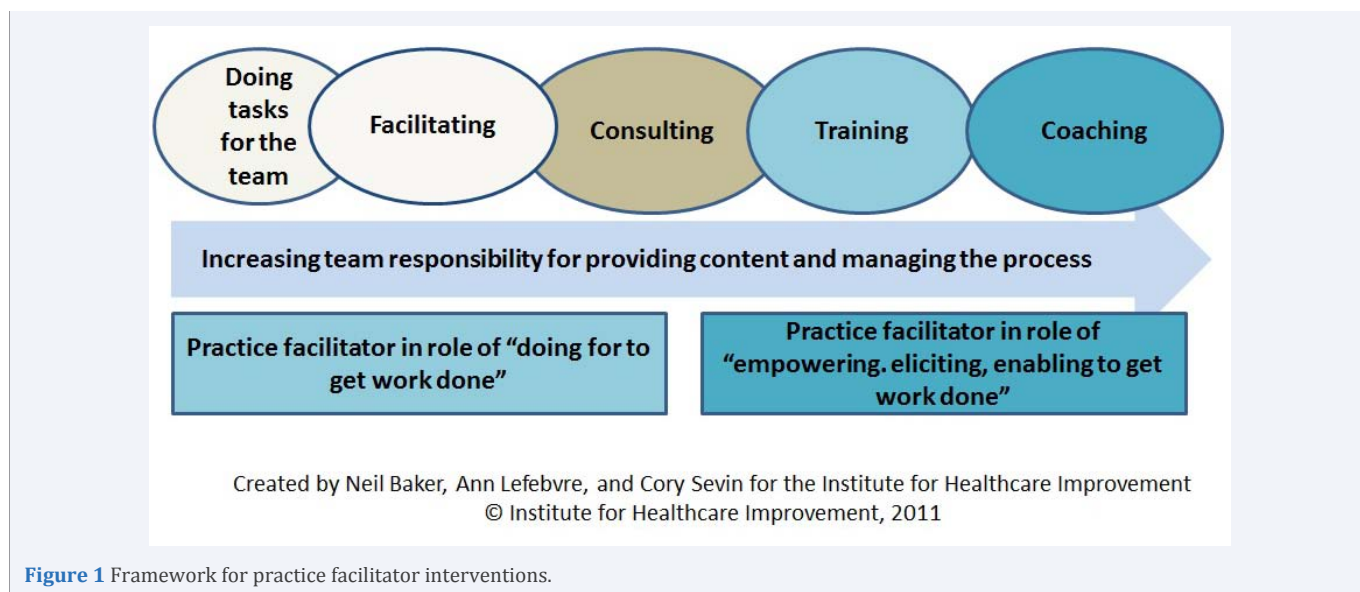 Doing
tasks
for the
team
Facilitating
Consulting
Training
Coaching
Increasing team responsibility for providing content and managing the process
Practice facilitator in role of “doing for to
get work done”
Practice facilitator in role of
“empowering. eliciting, enabling to get
work done”
Created by Neil Baker, Ann Lefebvre, and Cory Sevin for the Institute for Healthcare Improvement
© Institute for Healthcare Improvement, 2011
Figure 1 Framework for practice facilitator interventions.